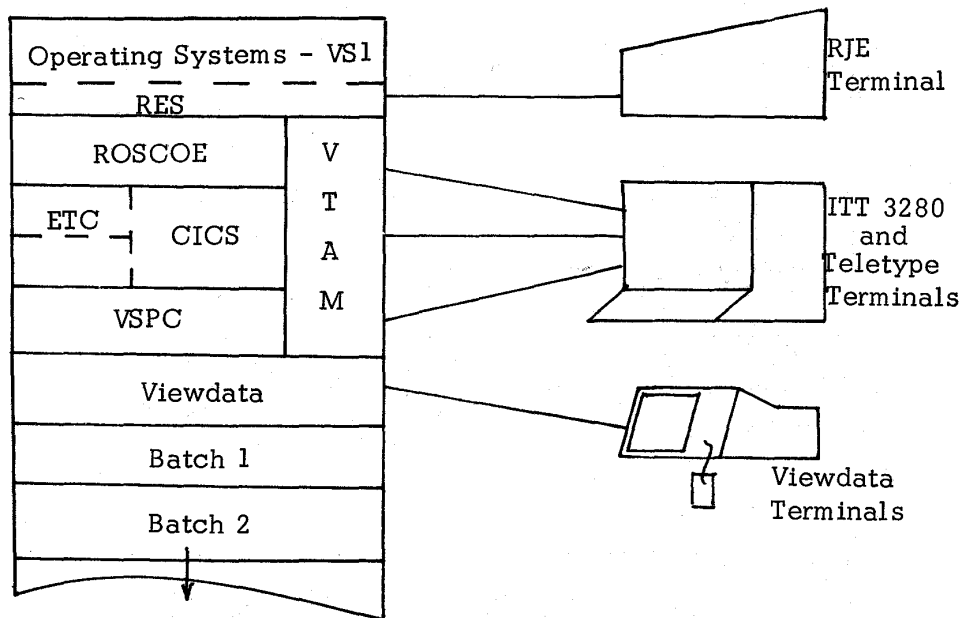 Operating Systems - VS1
RES
ROSCOE
ETC
CICS
VSPC
V
T
A
M
Viewdata
Batch 1
Batch 2
RJE
Terminal
ITT 3280
and
Teletype
Terminals
Viewdata
Terminals